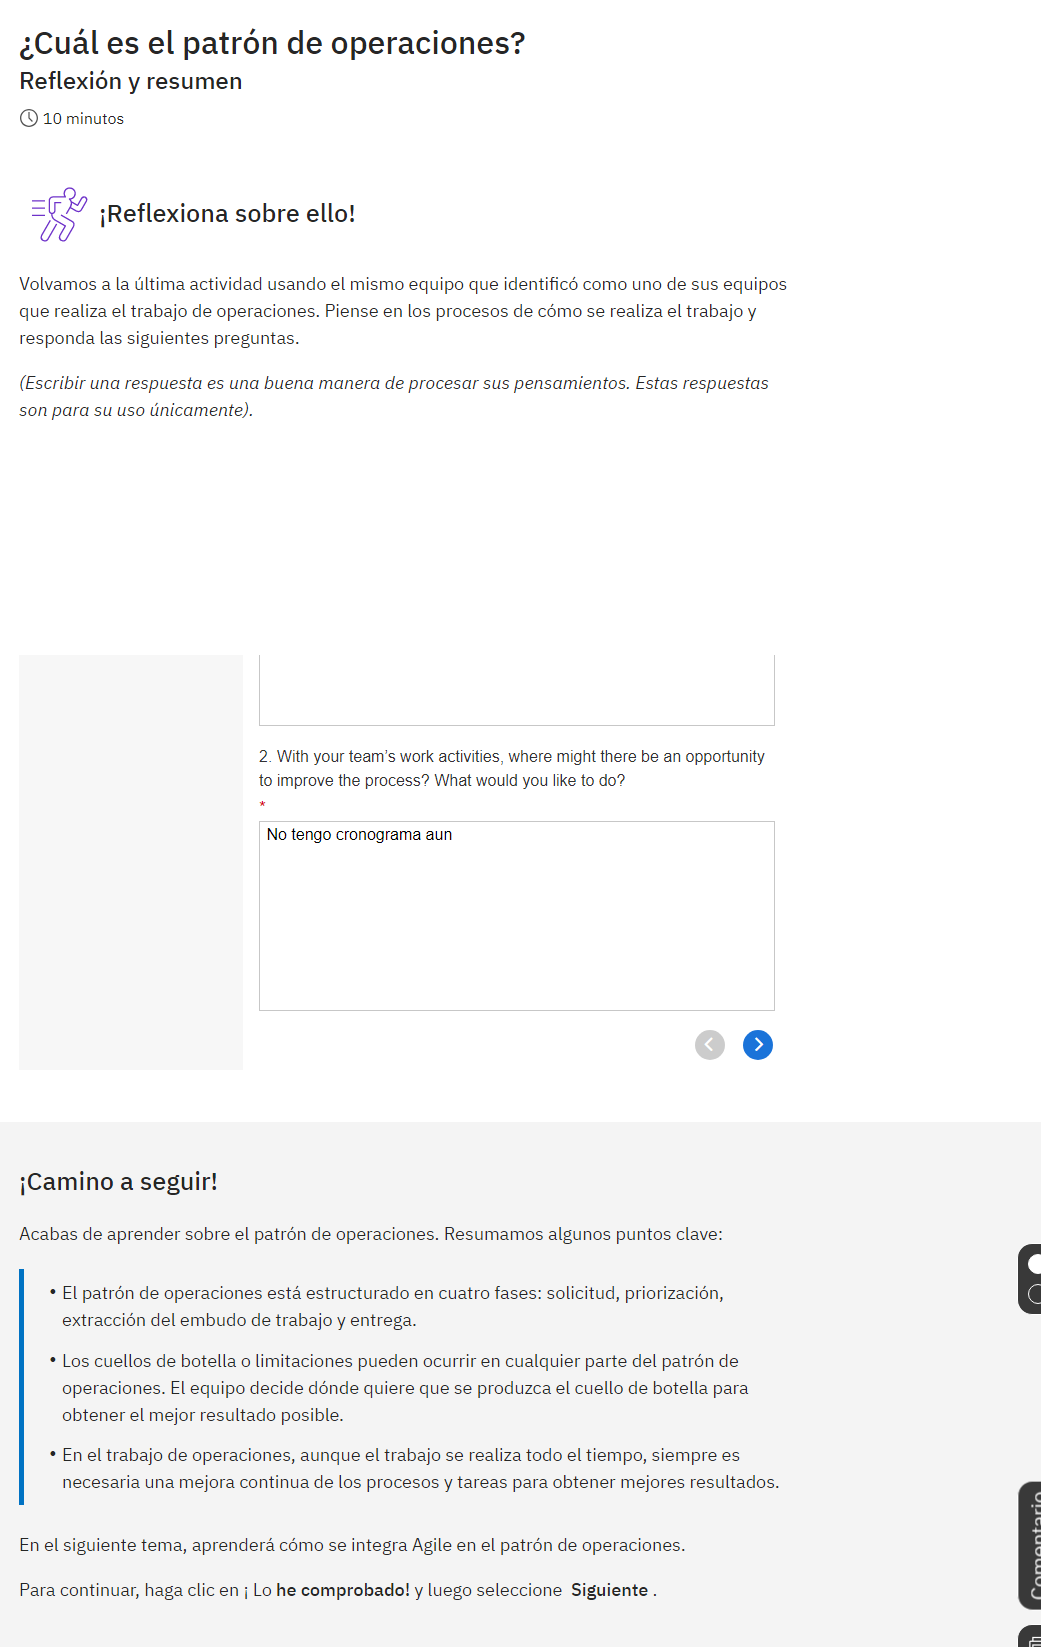 ¿Cuál es el patrón de operaciones?
Reflexión y resumen
10 minutos
¡Reflexiona sobre ello!
Volvamos a la última actividad usando el mismo equipo que identificó como uno de sus equipos
que realiza el trabajo de operaciones. Piense en los procesos de cómo se realiza el trabajo y
responda las siguientes preguntas.
(Escribir una respuesta es una buena manera de procesar sus pensamientos. Estas respuestas
son para su uso únicamente).
2. With your team's work activities, where might there be an opportunity
to improve the process? What would you like to do?
*
No tengo cronograma aun
¡Camino a seguir!
Acabas de aprender sobre el patrón de operaciones. Resumamos algunos puntos clave:
• El patrón de operaciones está estructurado en cuatro fases: solicitud, priorización,
extracción del embudo de trabajo y entrega.
• Los cuellos de botella o limitaciones pueden ocurrir en cualquier parte del patrón de
operaciones. El equipo decide dónde quiere que se produzca el cuello de botella para
obtener el mejor resultado posible.
• En el trabajo de operaciones, aunque el trabajo se realiza todo el tiempo, siempre es
necesaria una mejora continua de los procesos y tareas para obtener mejores resultados.
En el siguiente tema, aprenderá cómo se integra Agile en el patrón de operaciones.
Para continuar, haga clic en ¡ Lo he comprobado! y luego seleccione Siguiente .
Comentario